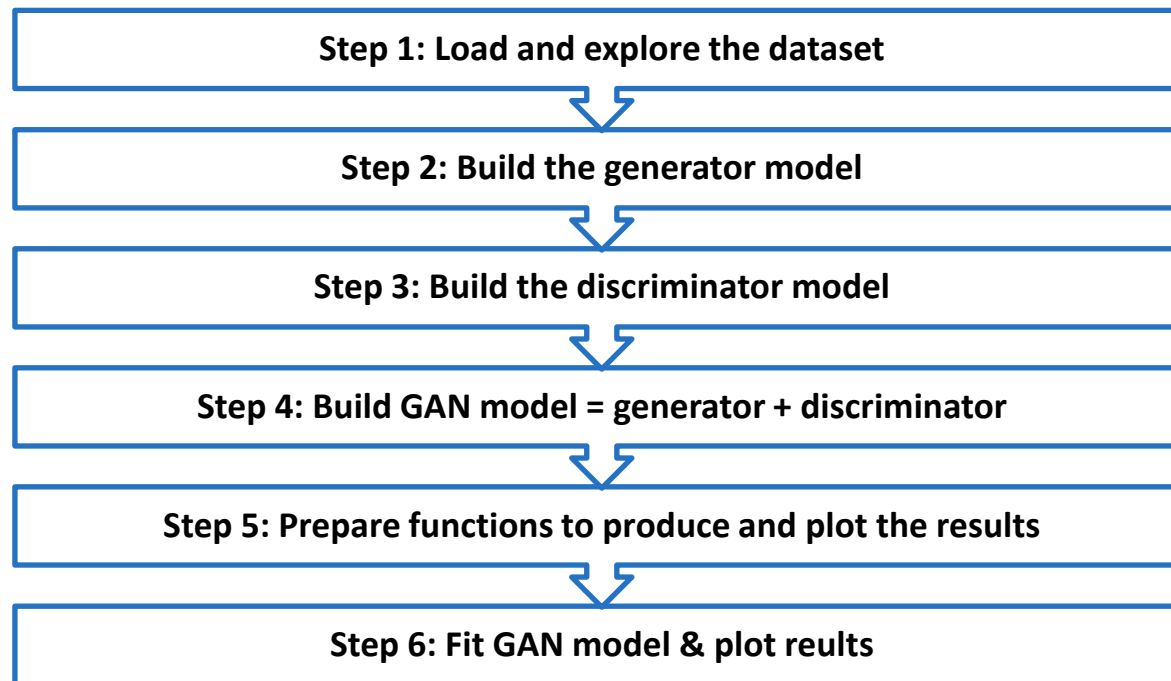 Step 1: Load and explore the dataset
Step 2: Build the generator model
Step 3: Build the discriminator model
Step 4: Build GAN model = generator + discriminator
Step 5: Prepare functions to produce and plot the results
Step 6: Fit GAN model & plot reults